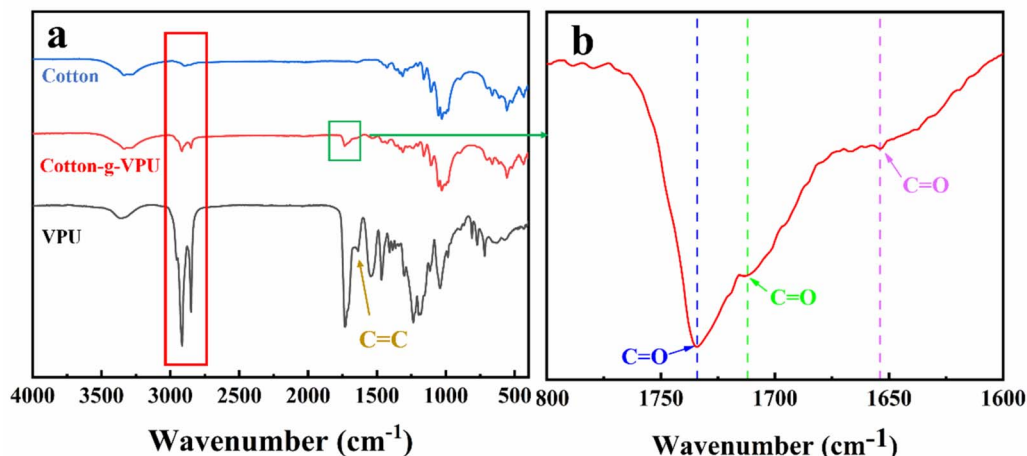 a
Cotton
Cotton-g-VPU
VPU
C=C
4000 3500 3000 2500 2000 1500 1000 500
Wavenumber (cm-1)
b
C=O
C=O
C=O
800 1750 1700 1650 1600
Wavenumber (cm-1)